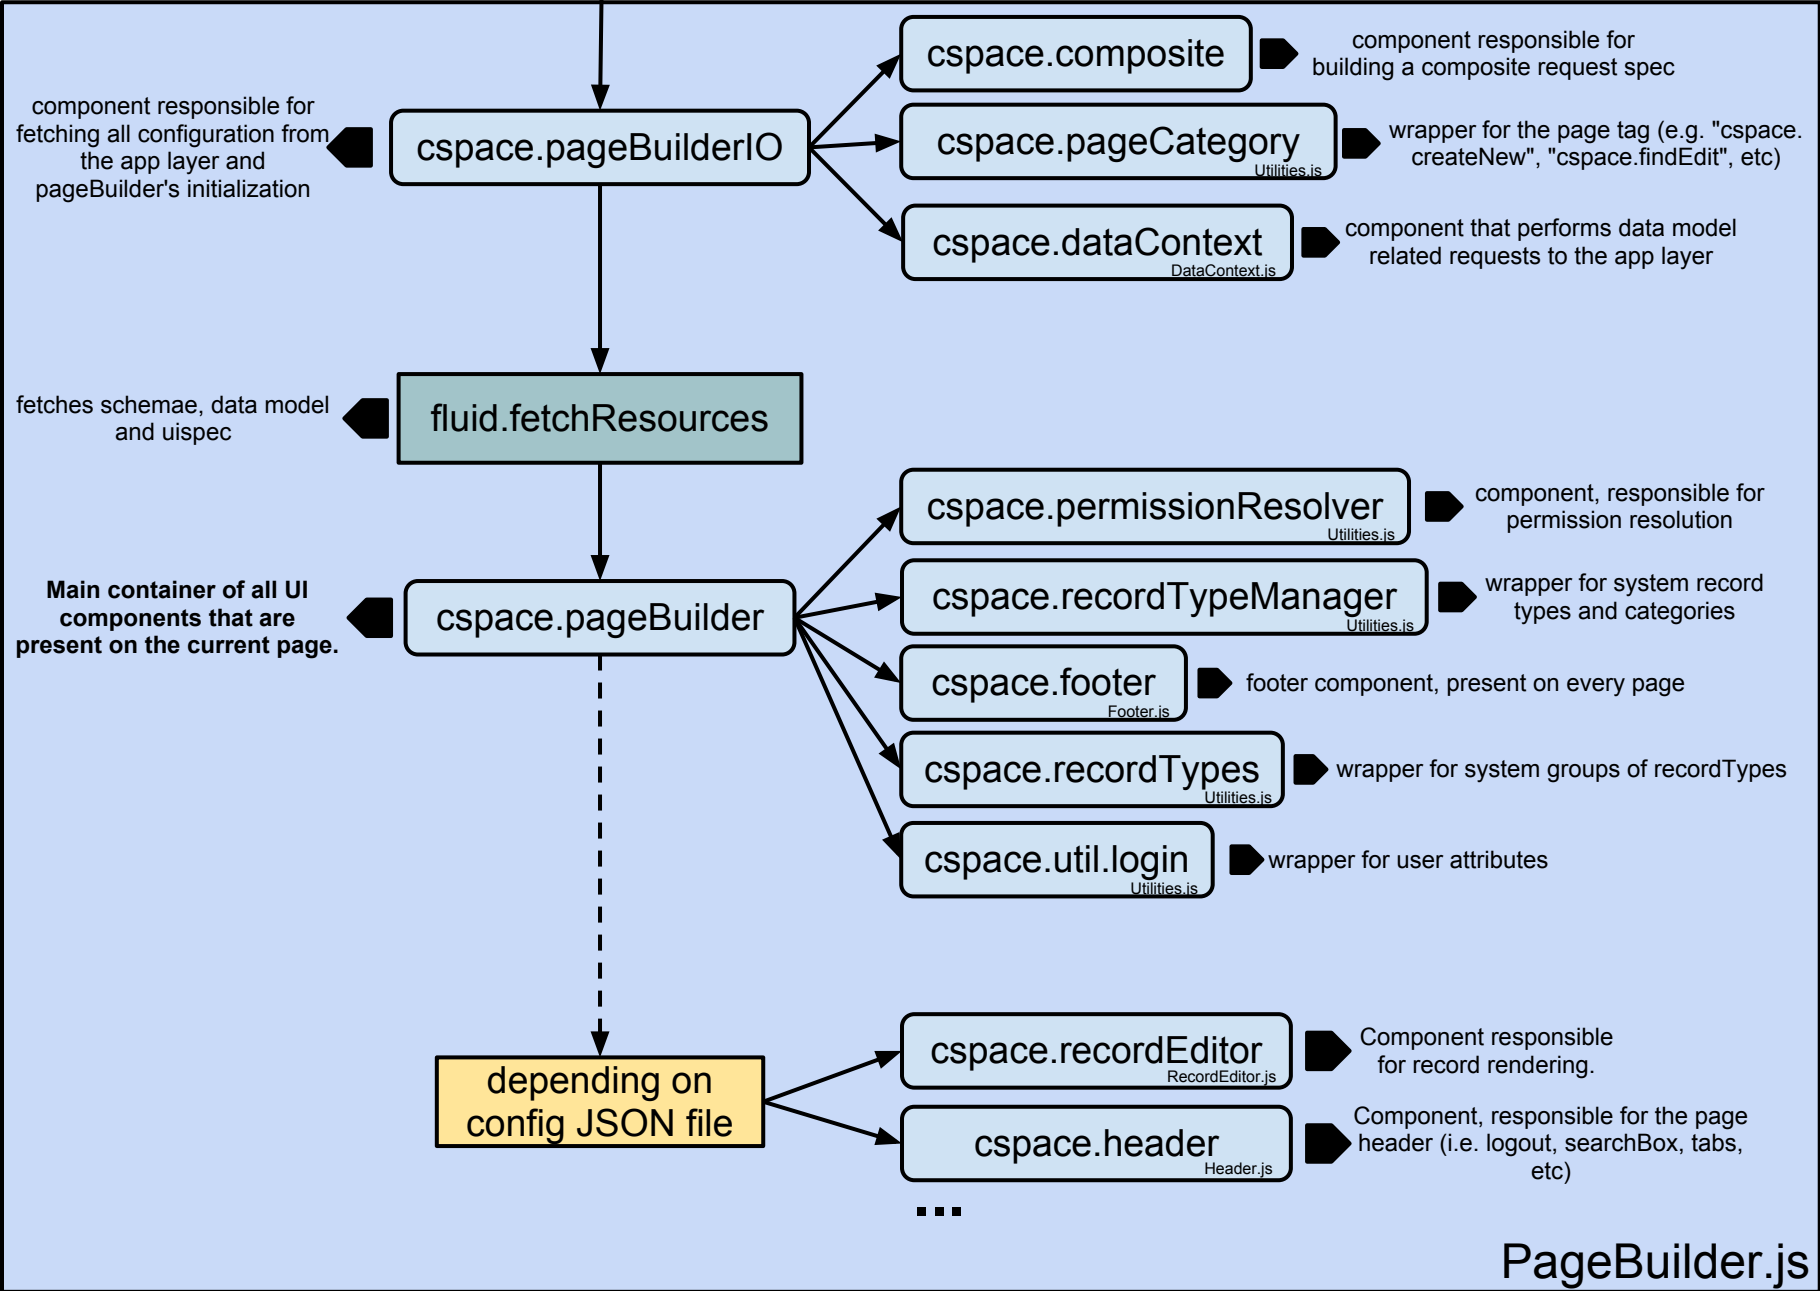 cspace.composite
component responsible for
building a composite request spec
component responsible for
fetching all configuration from
the app layer and
pageBuilder's initialization
cspace.pageBuilderIO
cspace.pageCategory
Utilities.js
wrapper for the page tag (e.g. "cspace.
createNew", "cspace.findEdit", etc)
cspace.dataContext
DataContext.js
component that performs data model
related requests to the app layer
fetches schemae, data model
and uispec
fluid.fetchResources
cspace.permissionResolver
Utilities.js
component, responsible for
permission resolution
Main container of all UI
components that are
present on the current page.
cspace.pageBuilder
cspace.recordTypeManager
Utilities.js
wrapper for system record
types and categories
cspace.footer
Footer.js
footer component, present on every page
cspace.recordTypes
Utilities.js
wrapper for system groups of recordTypes
cspace.util.login
Utilities.js
wrapper for user attributes
depending on
config JSON file
cspace.recordEditor
RecordEditor.js
Component responsible
for record rendering.
cspace.header
Header.js
Component, responsible for the page
header (i.e. logout, searchBox, tabs,
etc)
...
PageBuilder.js